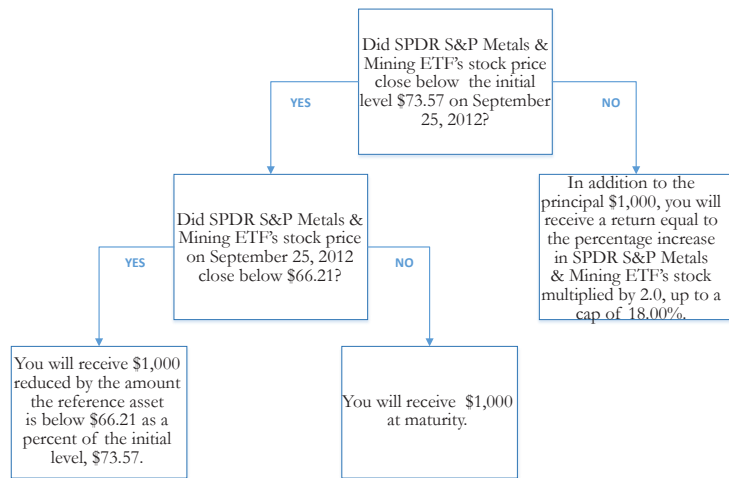 Did SPDR S&P Metals &
Mining ETF's stock price
close below the initial
level $73.57 on September
25, 2012?
YES
NO
Did SPDR S&P Metals &
Mining ETF's stock price
on September 25, 2012
close below $66.21?
In addition to the
principal $1,000, you will
receive a return equal to
the percentage increase
in SPDR S&P Metals
& Mining ETF's stock
multiplied by 2.0, up to a
cap of 18.00%.
YES
NO
You will receive $1,000
reduced by the amount
the reference asset
is below $66.21 as a
percent of the initial
level, $73.57.
You will receive $1,000
at maturity.